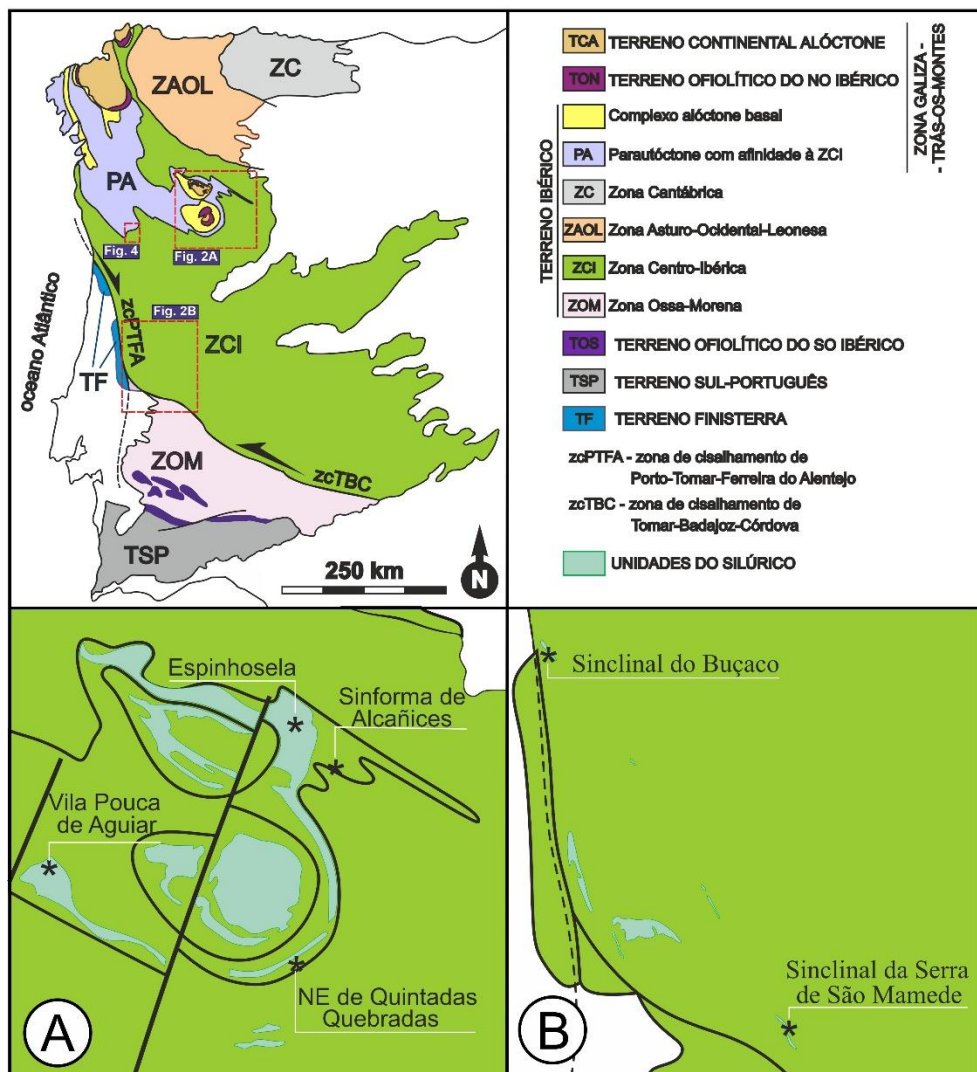 ZC
ZAOL
PA
Fig. 4
Fig. 2A
Fig. 2B
oceano Atlântico
zcPTFA
ZCI
TF
ZOM
zcTBC
TSP
250 km
N
TCA TERRENO CONTINENTAL ALÓCTONE
TON TERRENO OFIOLÍTICO DO NO IBÉRICO
Complexo alóctone basal
PA Parautóctone com afinidade à ZCI
ZC Zona Cantábrica
ZAOL Zona Asturo-Ocidental-Leonesa
ZCI Zona Centro-Ibérica
ZOM Zona Ossa-Morena
TOS TERRENO OFIOLÍTICO DO SO IBÉRICO
TSP TERRENO SUL-PORTUGUÊS
TF TERRENO FINISTERRA
zcPTFA - zona de cisalhamento de
Porto-Tomar-Ferreira do Alentejo
zcTBC - zona de cisalhamento de
Tomar-Badajoz-Córdova
UNIDADES DO SILÚRICO
TERRENO IBÉRICO
ZONA GALIZA -
- TRÁS-OS-MONTES
Espinhosela
Sinforma de
Alcañices
Vila Pouca
de Aguiar
NE de Quintadas
Quebradas
A
Sinclinal do Buçaco
Sinclinal da Serra
de São Mamede
B